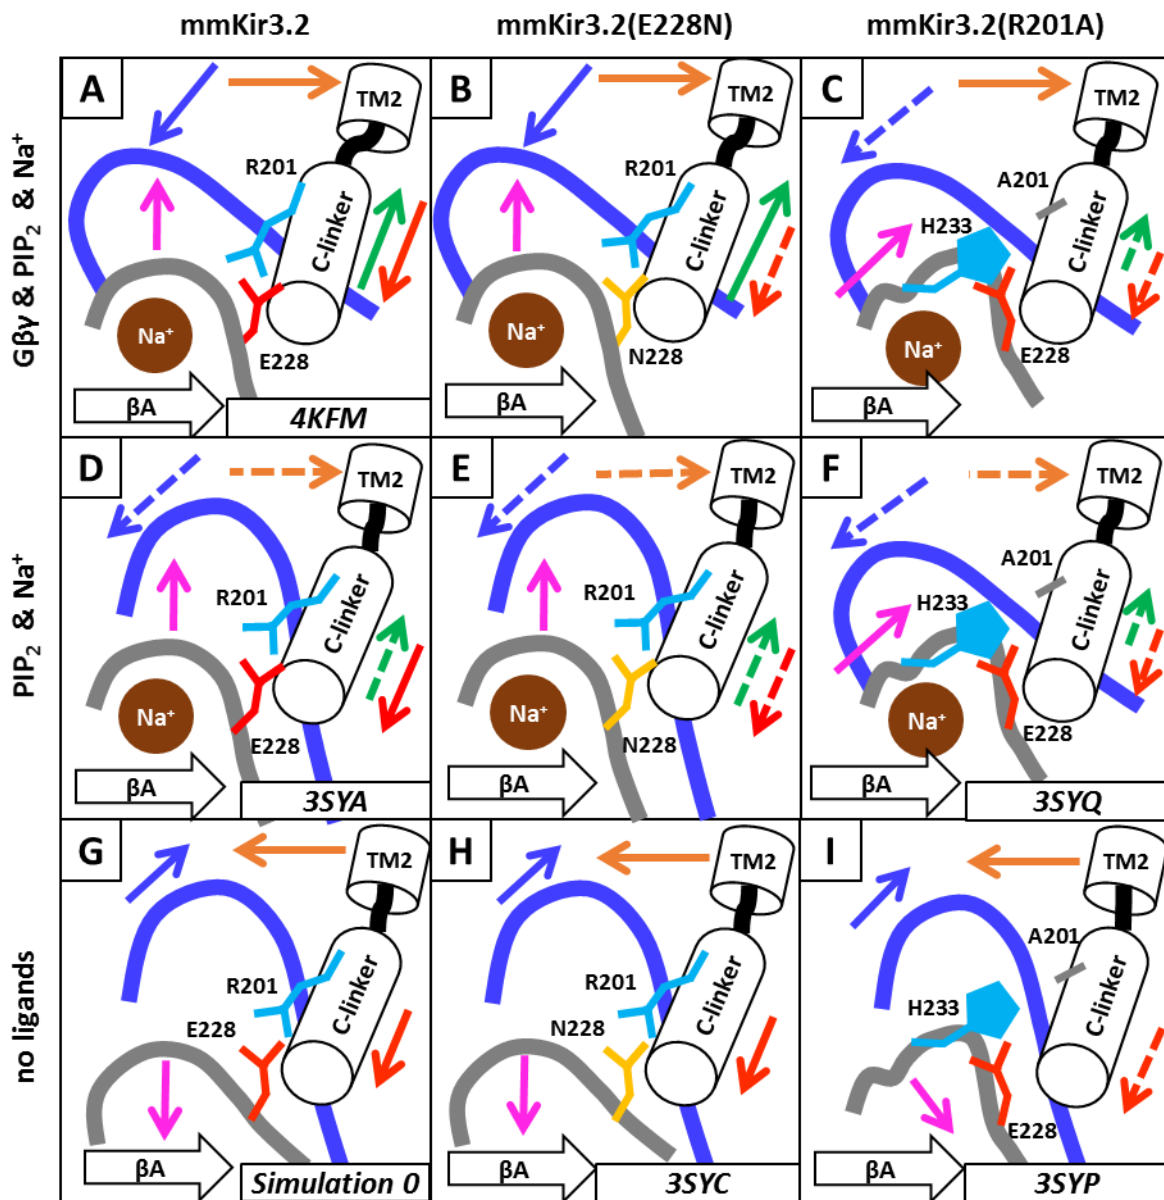 mmKir3.2
mmKir3.2(E228N)
mmKir3.2(R201A)
Gβγ & PIP₂ & Na⁺
A
TM2
R201
C-linker
Na⁺
E228
βA
4KFM
B
TM2
R201
C-linker
Na⁺
N228
βA
C
TM2
A201
H233
C-linker
Na⁺
E228
βA
PIP₂ & Na⁺
D
TM2
R201
C-linker
Na⁺
E228
βA
3SYA
E
TM2
R201
C-linker
Na⁺
N228
βA
F
TM2
A201
H233
C-linker
Na⁺
E228
βA
3SYQ
no ligands
G
TM2
R201
E228
C-linker
βA
Simulation 0
H
TM2
R201
N228
C-linker
βA
3SYC
I
TM2
A201
H233
C-linker
E228
βA
3SYP